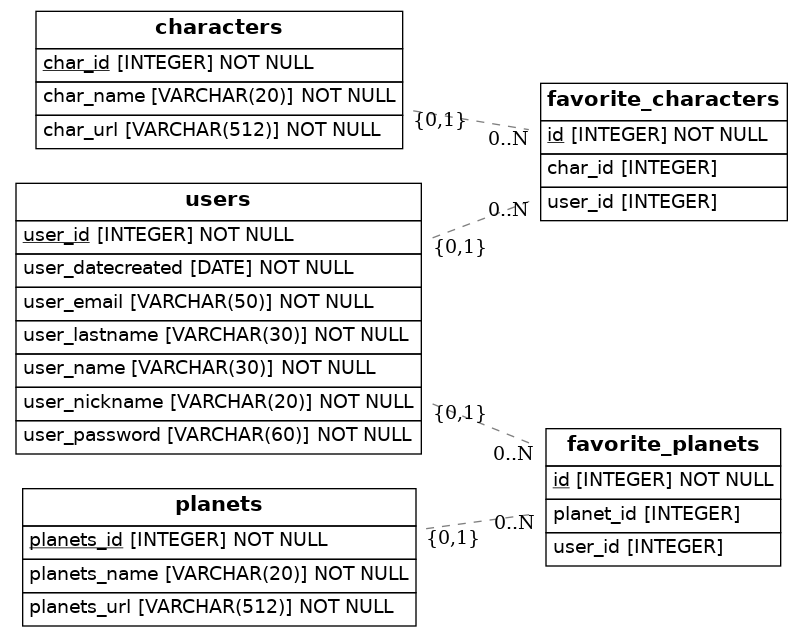 characters
char_id [INTEGER] NOT NULL
char_name [VARCHAR(20)] NOT NULL
char_url [VARCHAR(512)] NOT NULL
{0,1}
0..N
favorite_characters
id [INTEGER] NOT NULL
char_id [INTEGER]
user_id [INTEGER]
users
user_id [INTEGER] NOT NULL
user_datecreated [DATE] NOT NULL
user_email [VARCHAR(50)] NOT NULL
user_lastname [VARCHAR(30)] NOT NULL
user_name [VARCHAR(30)] NOT NULL
user_nickname [VARCHAR(20)] NOT NULL
user_password [VARCHAR(60)] NOT NULL
0..N
{0,1}
{0,1}
0..N
favorite_planets
id [INTEGER] NOT NULL
planet_id [INTEGER]
user_id [INTEGER]
planets
planets_id [INTEGER] NOT NULL
planets_name [VARCHAR(20)] NOT NULL
planets_url [VARCHAR(512)] NOT NULL
0..N
{0,1}